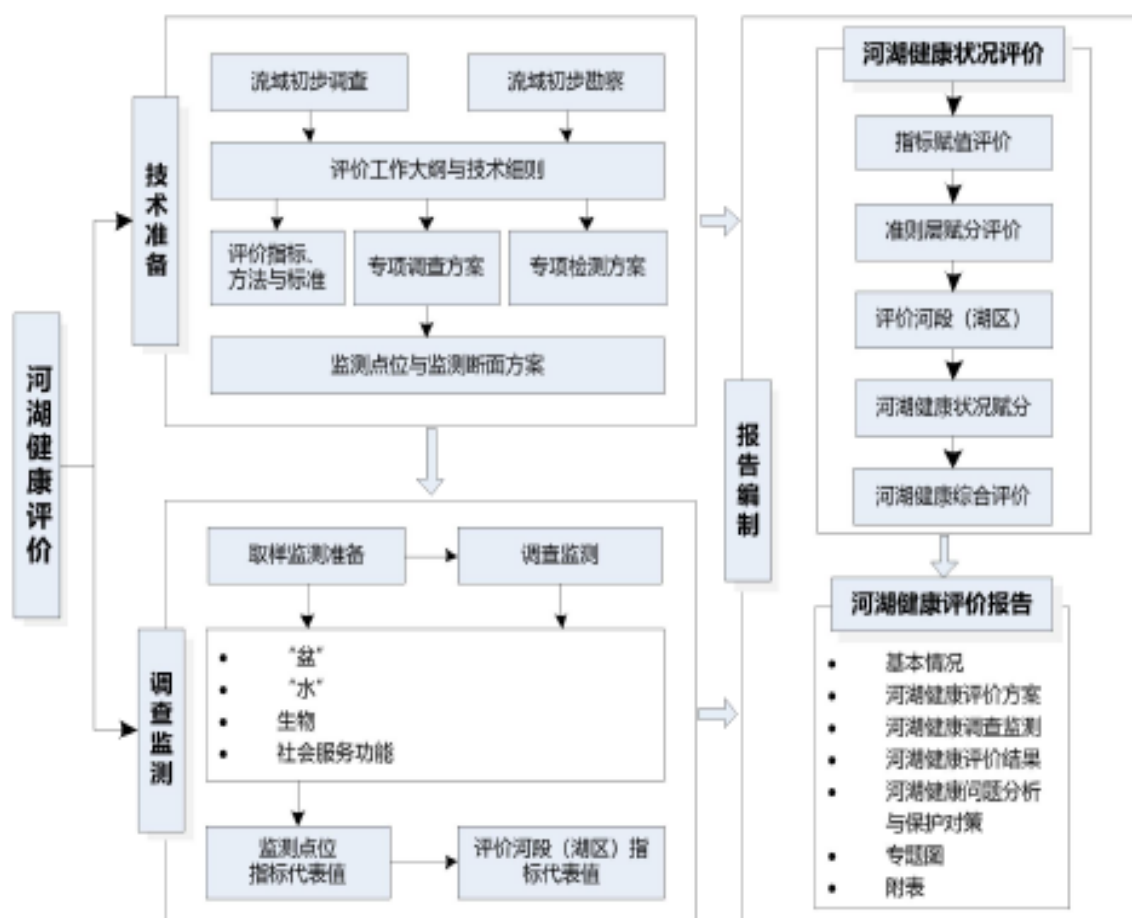 河湖健康评价
技术准备
流域初步调查
流域初步勘察
评价工作大纲与技术细则
评价指标、
方法与标准
专项调查方案
专项检测方案
监测点位与监测断面方案
调查监测
取样监测准备
调查监测
• “盆”
• “水”
• 生物
• 社会服务功能
监测点位
指标代表值
评价河段（湖区）指
标代表值
报告编制
河湖健康状况评价
指标赋值评价
准则层赋分评价
评价河段（湖区）
河湖健康状况赋分
河湖健康综合评价
河湖健康评价报告
• 基本情况
• 河湖健康评价方案
• 河湖健康调查监测
• 河湖健康评价结果
• 河湖健康问题分析
与保护对策
• 专题图
• 附表